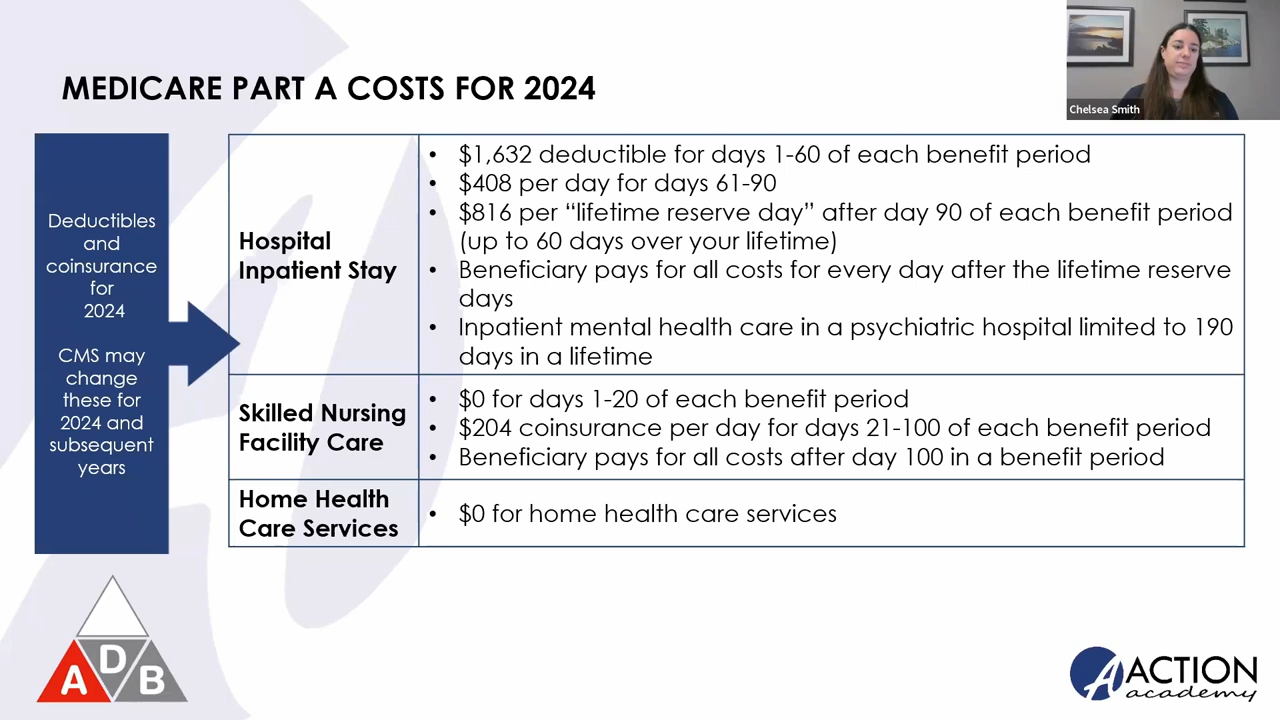 MEDICARE PART A COSTS FOR 2024
Chelsea Smith
Deductibles
and
coinsurance
for
2024
CMS may
change
these for
2024 and
subsequent
years
Hospital
Inpatient Stay
• $1,632 deductible for days 1-60 of each benefit period
• $408 per day for days 61-90
• $816 per “lifetime reserve day” after day 90 of each benefit period
(up to 60 days over your lifetime)
• Beneficiary pays for all costs for every day after the lifetime reserve
days
• Inpatient mental health care in a psychiatric hospital limited to 190
days in a lifetime
Skilled Nursing
Facility Care
• $0 for days 1-20 of each benefit period
• $204 coinsurance per day for days 21-100 of each benefit period
• Beneficiary pays for all costs after day 100 in a benefit period
Home Health
Care Services
• $0 for home health care services
A D B
A ACTION
academy